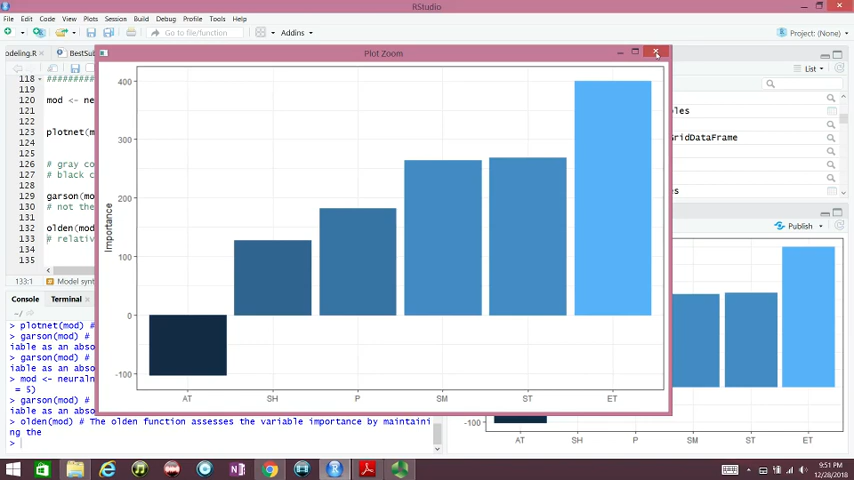 RStudio
File Edit Code View Plots Session Build Debug Profile Tools Help
Go to file/function
Addins
Project: (None)
odeling.R
BestSub
Plot Zoom
List
118 #########
119
120 mod <- neu
121
122
123 plotnet(mo
125
126 # gray co
127 # black c
128
129 garson(mo
130 # not the
131
132 olden(mod
133 # relativ
134
135
133:1 Model syn
400
300
200
100
0
-100
Importance
AT SH P SM ST ET
les
GridDataFrame
s
Publish
-100
AT SH P SM ST ET
Console Terminal
~/
> plotnet(mod) #
> garson(mod) #
iable as an abso
> garson(mod) #
iable as an abso
> mod <- neuraln
= 5)
> garson(mod) #
iable as an abso
> olden(mod) # The olden function assesses the variable importance by maintaini
ng the
>
9:51 PM
12/28/2018